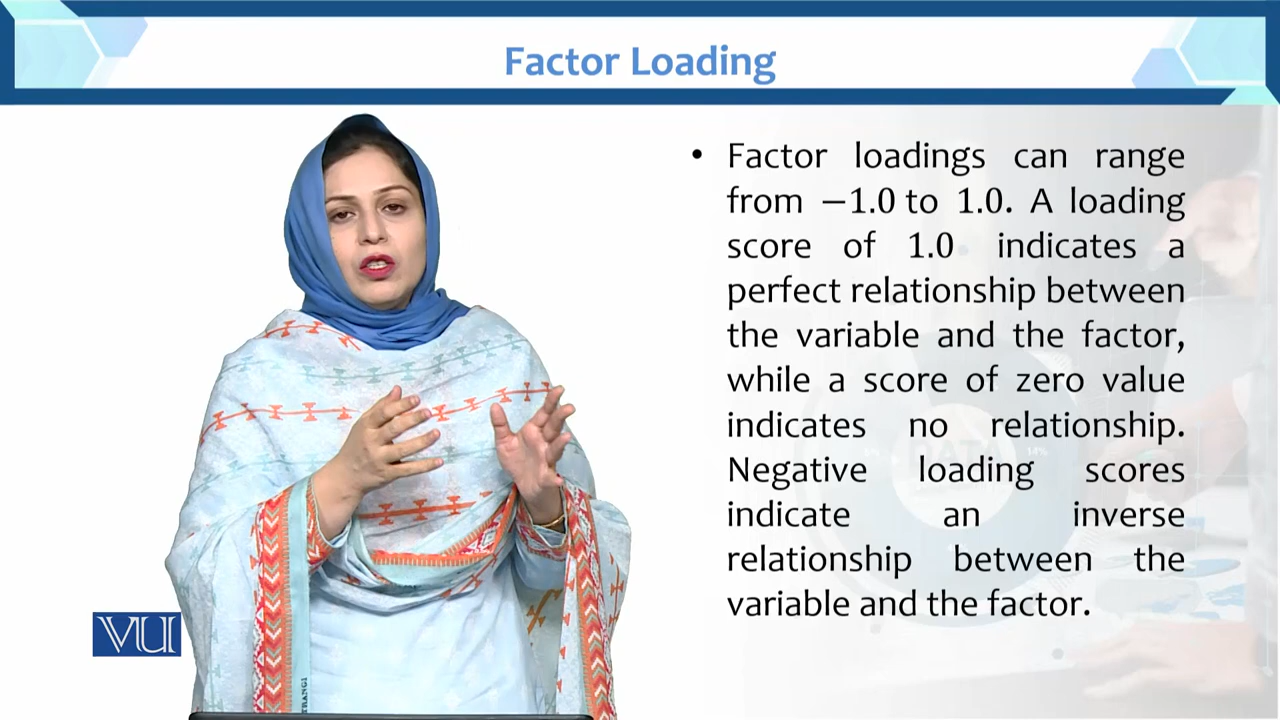 Factor Loading
• Factor loadings can range
from −1.0 to 1.0. A loading
score of 1.0 indicates a
perfect relationship between
the variable and the factor,
while a score of zero value
indicates no relationship.
Negative loading scores
indicate an inverse
relationship between the
variable and the factor.
VU
TRANGI
14%